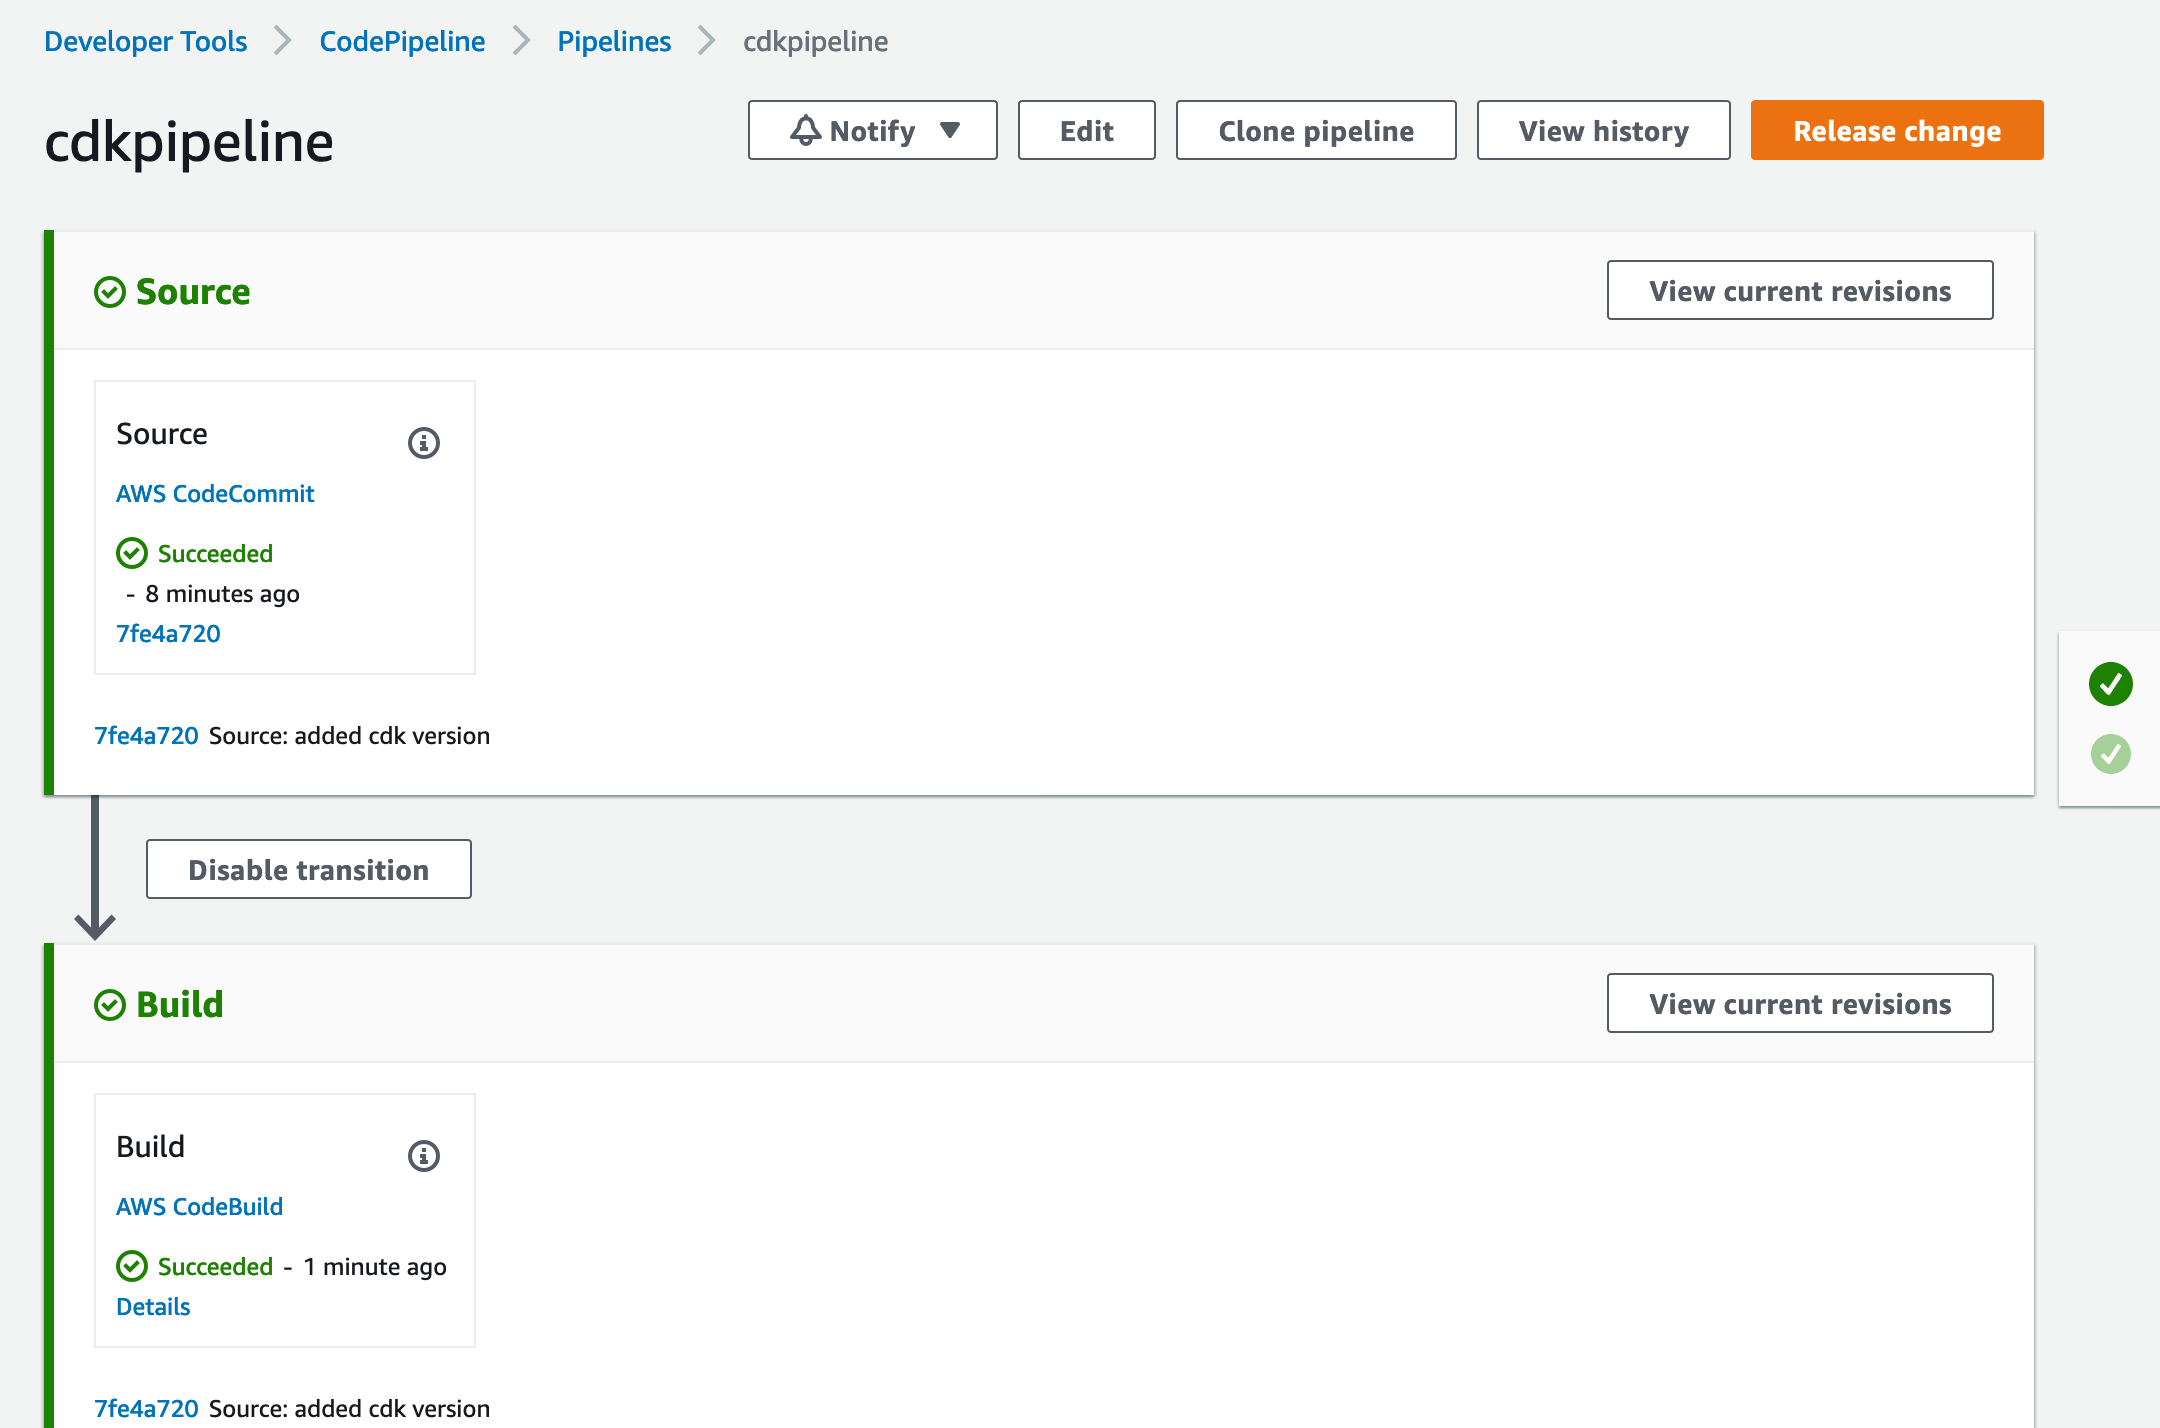 Developer Tools CodePipeline Pipelines cdkpipeline
cdkpipeline
Notify Edit Clone pipeline View history Release change
Source View current revisions
Source
AWS CodeCommit
Succeeded
- 8 minutes ago
7fe4a720
7fe4a720 Source: added cdk version
Disable transition
Build View current revisions
Build
AWS CodeBuild
Succeeded - 1 minute ago
Details
7fe4a720 Source: added cdk version